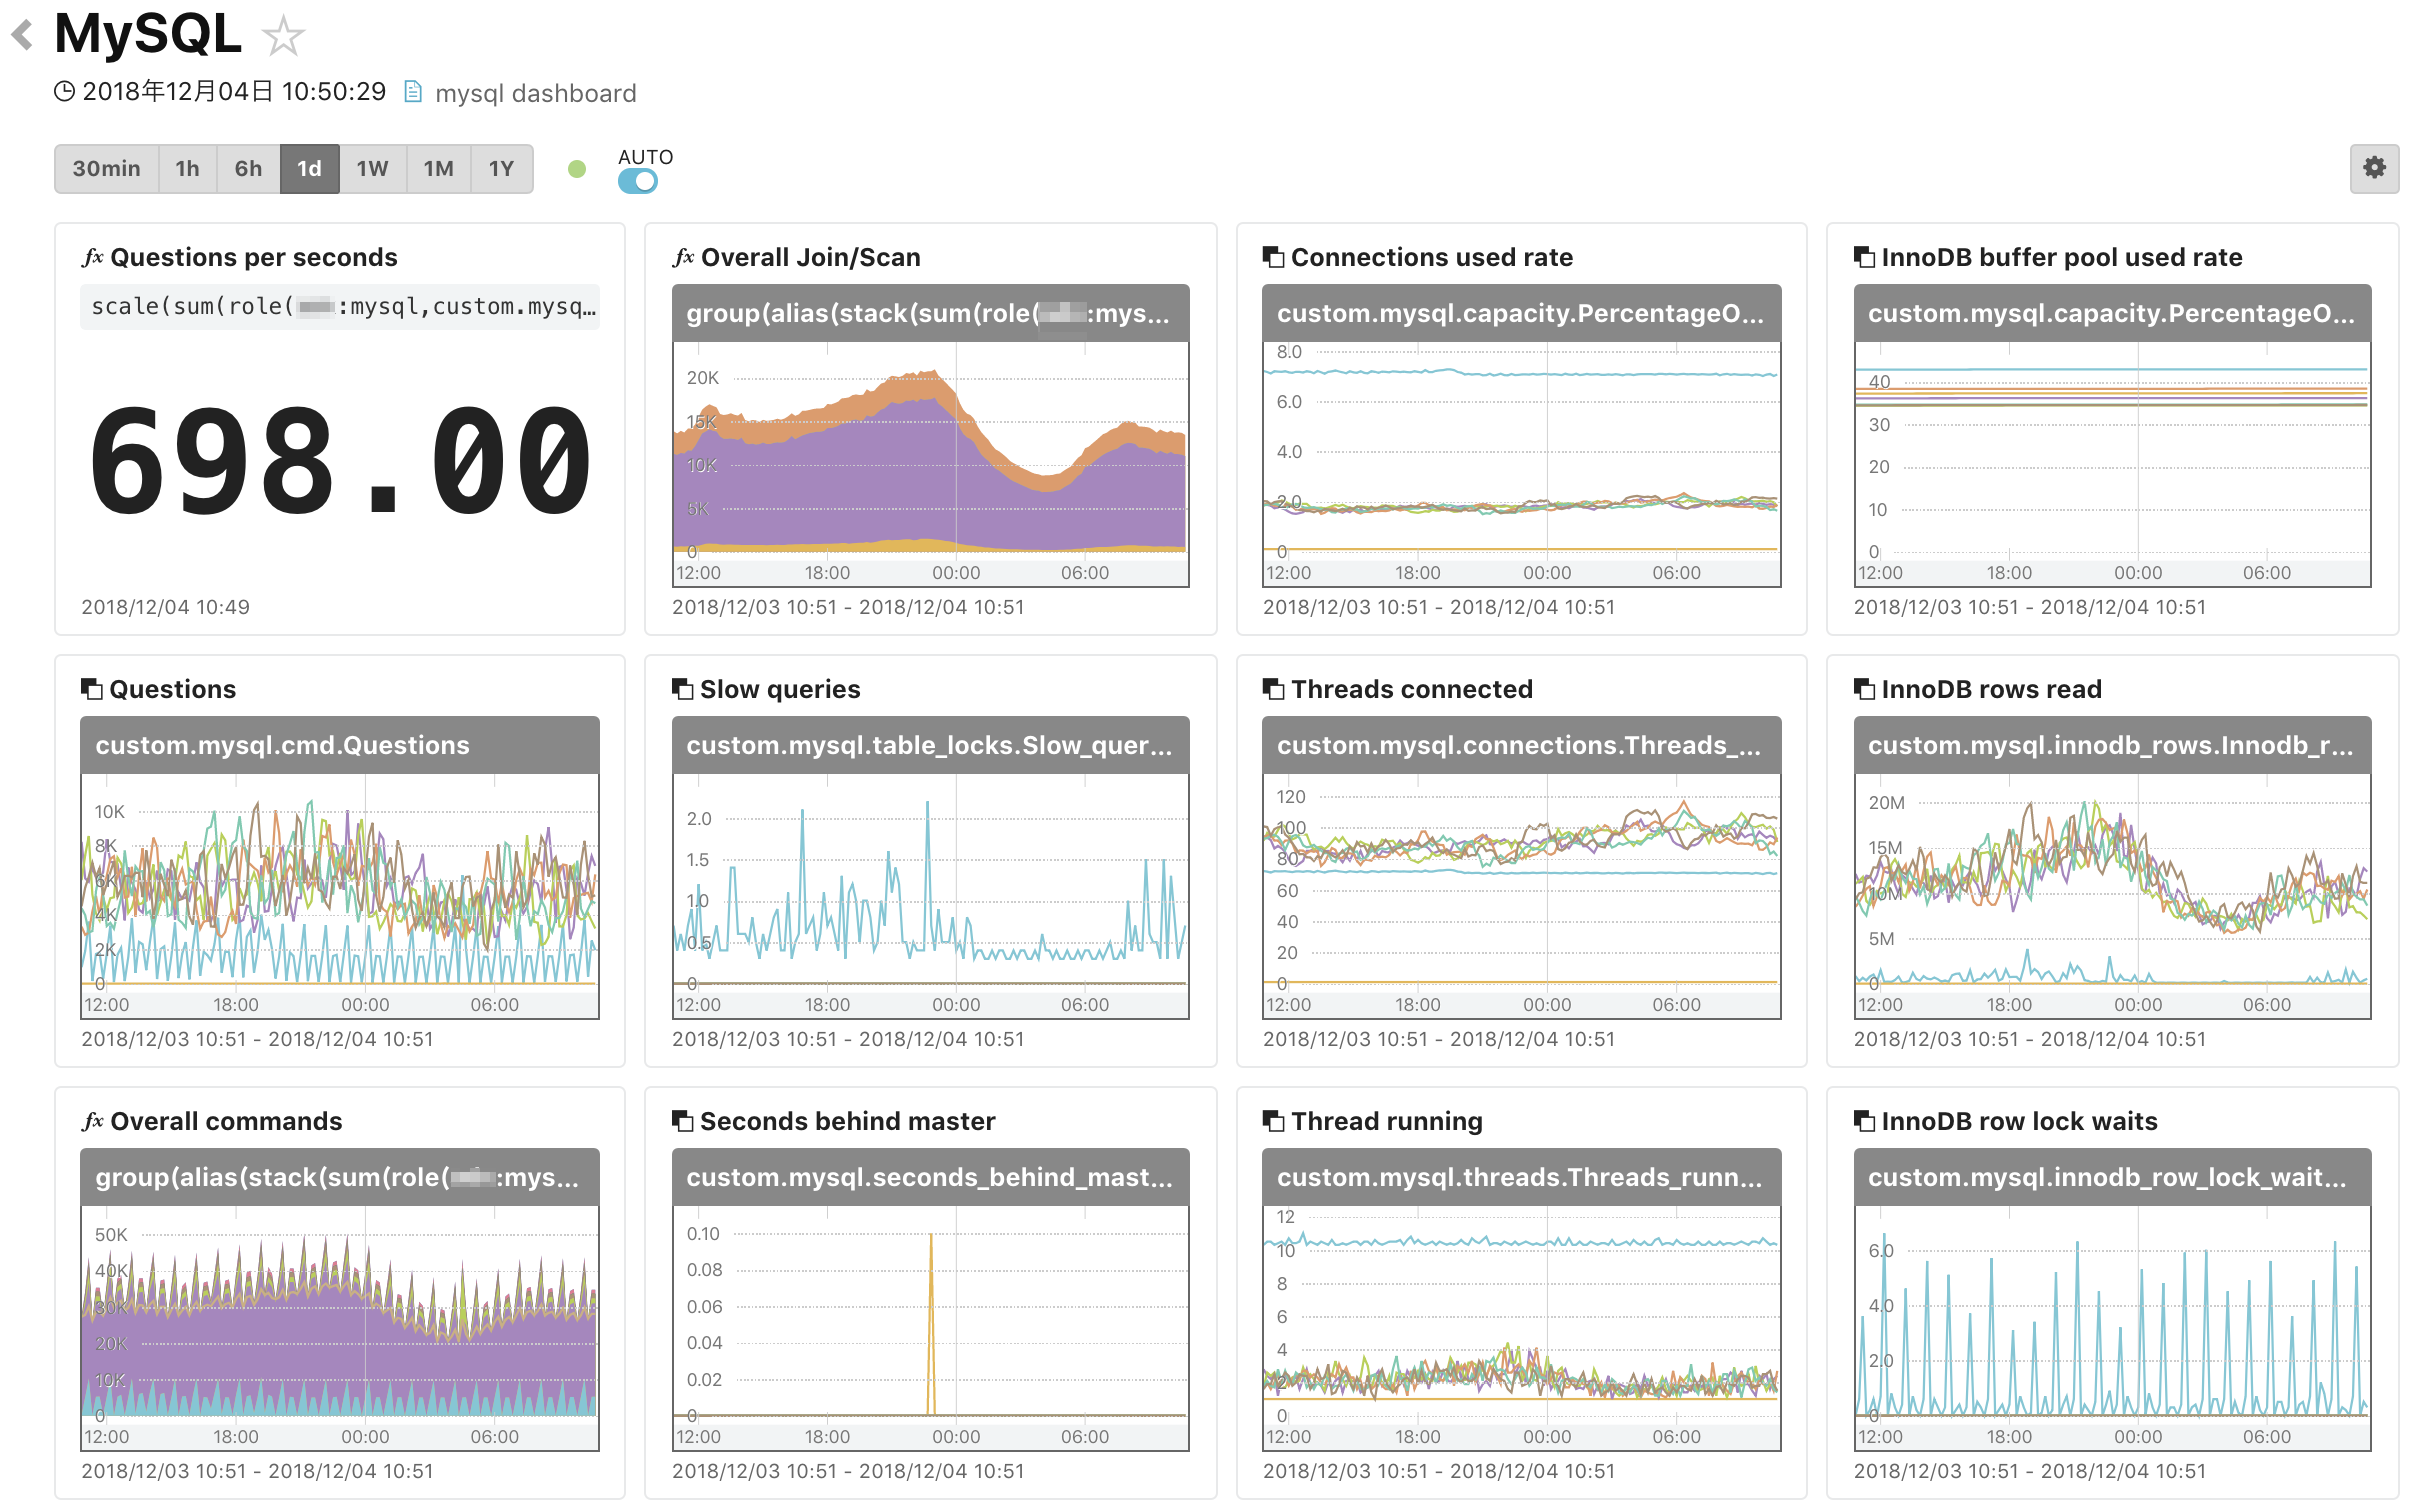 MySQL
2018年12月04日 10:50:29 mysql dashboard
30min 1h 6h 1d 1W 1M 1Y
AUTO
fx Questions per seconds
scale(sum(role( :mysql,custom.mysq...
698.00
2018/12/04 10:49
fx Overall Join/Scan
group(alias(stack(sum(role( :mys...
20K
15K
10K
5K
0
12:00 18:00 00:00 06:00
2018/12/03 10:51 - 2018/12/04 10:51
Connections used rate
custom.mysql.capacity.PercentageO...
8.0
6.0
4.0
2.0
0
12:00 18:00 00:00 06:00
2018/12/03 10:51 - 2018/12/04 10:51
InnoDB buffer pool used rate
custom.mysql.capacity.PercentageO...
40
30
20
10
0
12:00 18:00 00:00 06:00
2018/12/03 10:51 - 2018/12/04 10:51
Questions
custom.mysql.cmd.Questions
10K
8K
6K
4K
2K
0
12:00 18:00 00:00 06:00
2018/12/03 10:51 - 2018/12/04 10:51
Slow queries
custom.mysql.table_locks.Slow_quer...
2.0
1.5
1.0
0.5
0
12:00 18:00 00:00 06:00
2018/12/03 10:51 - 2018/12/04 10:51
Threads connected
custom.mysql.connections.Threads_...
120
100
80
60
40
20
0
12:00 18:00 00:00 06:00
2018/12/03 10:51 - 2018/12/04 10:51
InnoDB rows read
custom.mysql.innodb_rows.Innodb_r...
20M
15M
10M
5M
0
12:00 18:00 00:00 06:00
2018/12/03 10:51 - 2018/12/04 10:51
fx Overall commands
group(alias(stack(sum(role( :mys...
50K
40K
30K
20K
10K
0
12:00 18:00 00:00 06:00
2018/12/03 10:51 - 2018/12/04 10:51
Seconds behind master
custom.mysql.seconds_behind_mast...
0.10
0.08
0.06
0.04
0.02
0
12:00 18:00 00:00 06:00
2018/12/03 10:51 - 2018/12/04 10:51
Thread running
custom.mysql.threads.Threads_runn...
12
10
8
6
4
2
0
12:00 18:00 00:00 06:00
2018/12/03 10:51 - 2018/12/04 10:51
InnoDB row lock waits
custom.mysql.innodb_row_lock_wait...
6.0
4.0
2.0
0
12:00 18:00 00:00 06:00
2018/12/03 10:51 - 2018/12/04 10:51